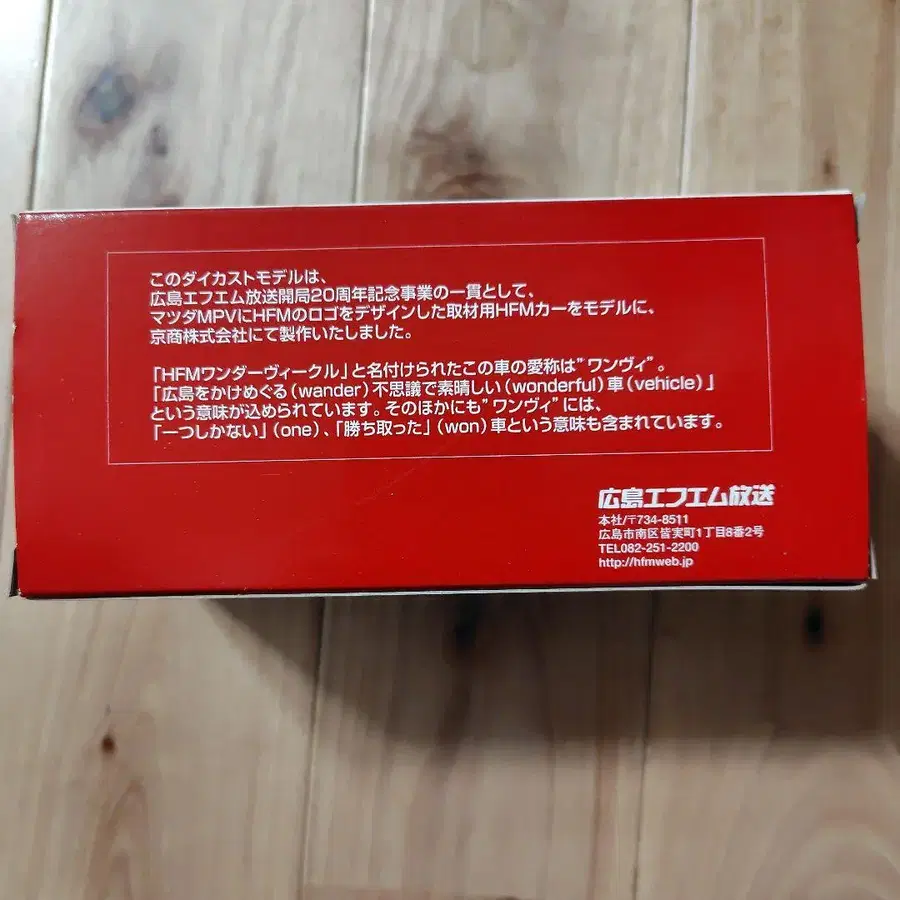 このダイカストモデルは、
広島エフエム放送開局20周年記念事業の一貫として、
マツダMPVにHFMのロゴをデザインした取材用HFMカーをモデルに、
京商株式会社にて製作いたしました。
「HFMワンダーヴィークル」と名付けられたこの車の愛称は"ワンヴィ"。
「広島をかけめぐる(wander)不思議で素晴しい(wonderful)車(vehicle)」
という意味が込められています。そのほかにも"ワンヴィ"には、
「一つしかない」(one)、「勝ち取った」(won)車という意味も含まれています。
広島エフエム放送
本社/〒734-8511
広島市南区皆実町1丁目8番2号
TEL082-251-2200
http://hfmweb.jp